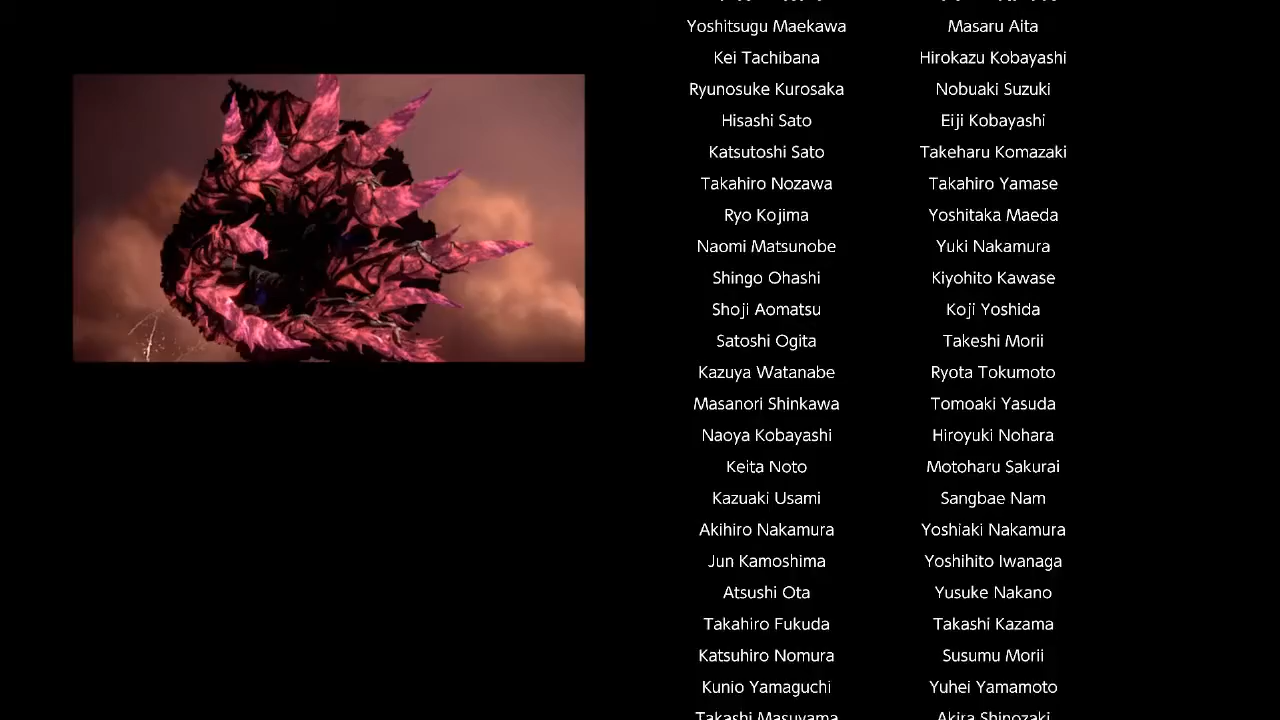 Yoshitsugu Maekawa Masaru Aita
Kei Tachibana Hirokazu Kobayashi
Ryunosuke Kurosaka Nobuaki Suzuki
Hisashi Sato Eiji Kobayashi
Katsutoshi Sato Takeharu Komazaki
Takahiro Nozawa Takahiro Yamase
Ryo Kojima Yoshitaka Maeda
Naomi Matsunobe Yuki Nakamura
Shingo Ohashi Kiyohito Kawase
Shoji Aomatsu Koji Yoshida
Satoshi Ogita Takeshi Morii
Kazuya Watanabe Ryota Tokumoto
Masanori Shinkawa Tomoaki Yasuda
Naoya Kobayashi Hiroyuki Nohara
Keita Noto Motoharu Sakurai
Kazuaki Usami Sangbae Nam
Akihiro Nakamura Yoshiaki Nakamura
Jun Kamoshima Yoshihito Iwanaga
Atsushi Ota Yusuke Nakano
Takahiro Fukuda Takashi Kazama
Katsuhiro Nomura Susumu Morii
Kunio Yamaguchi Yuhei Yamamoto
Takashi Masuyama Akira Shinozaki